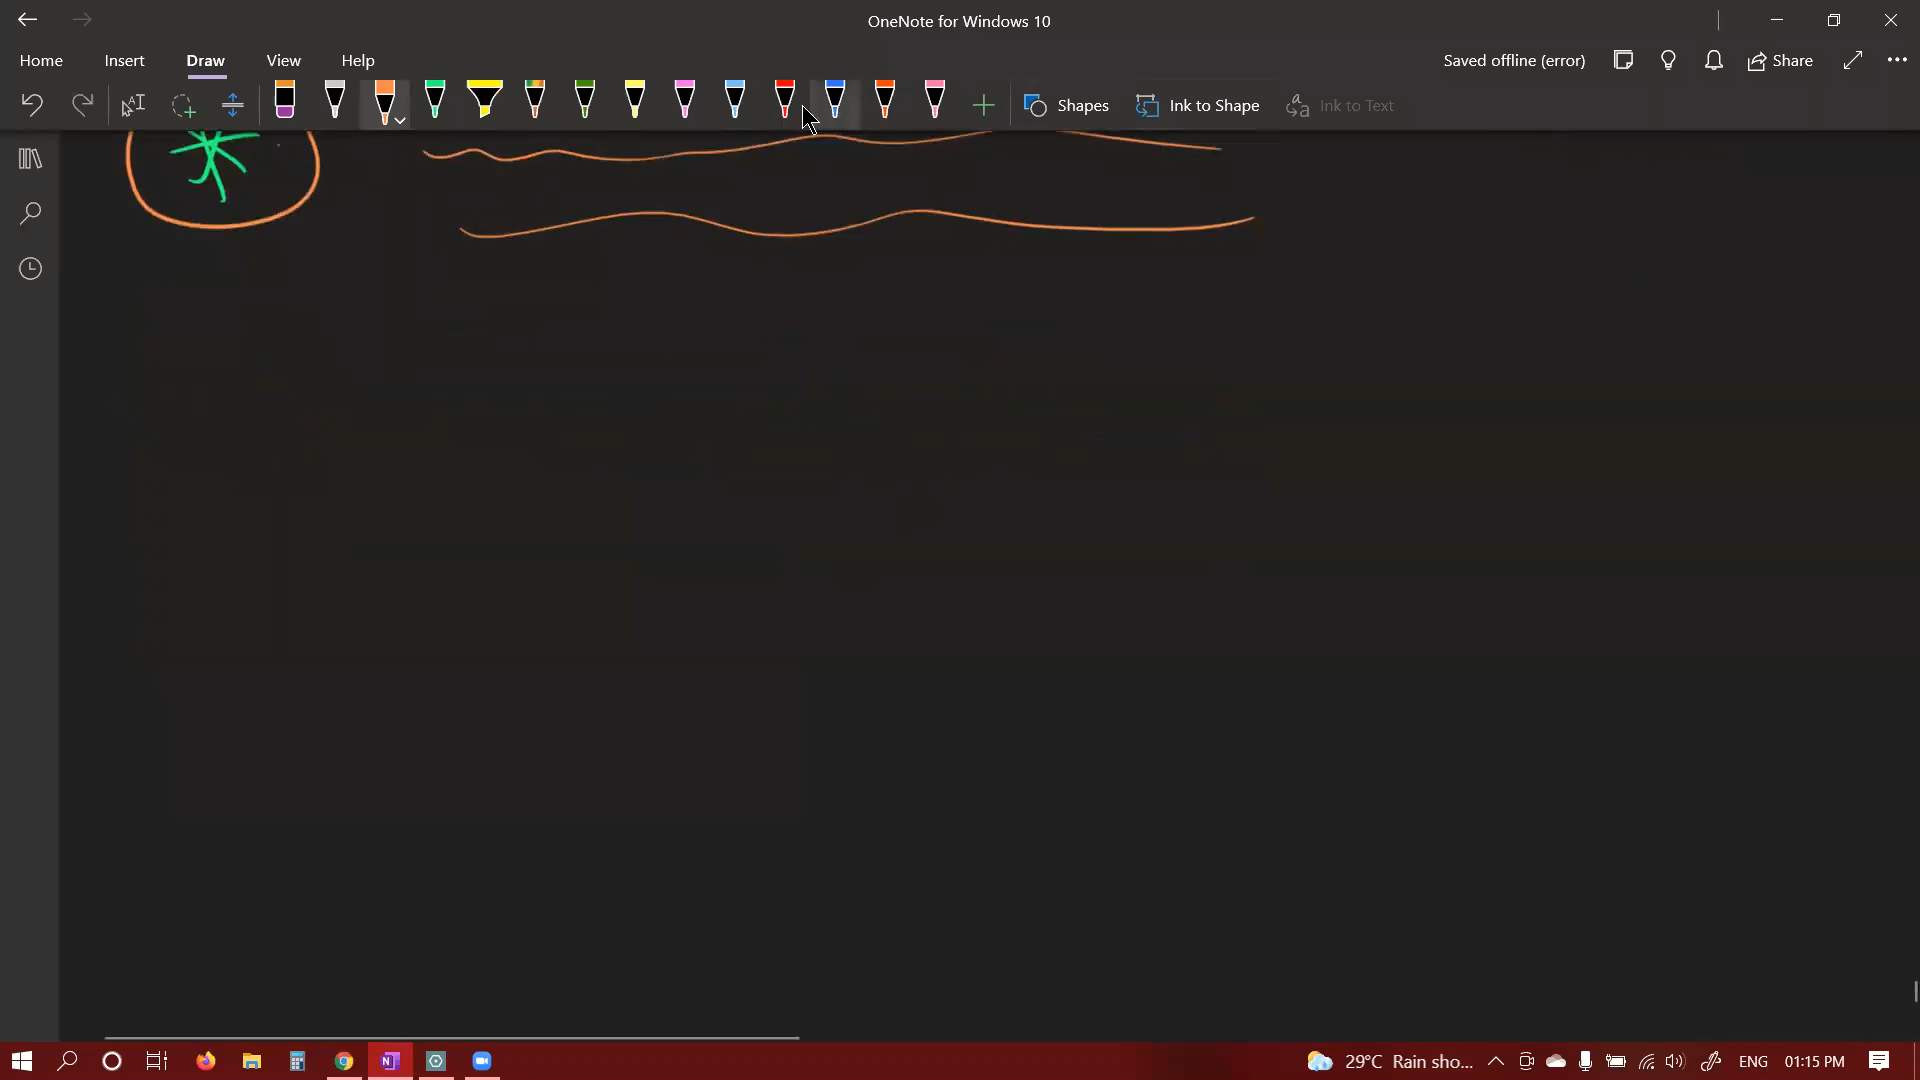 OneNote for Windows 10
Home Insert Draw View Help Saved offline (error) Share
Shapes Ink to Shape Ink to Text
29°C Rain sho... ENG 01:15 PM